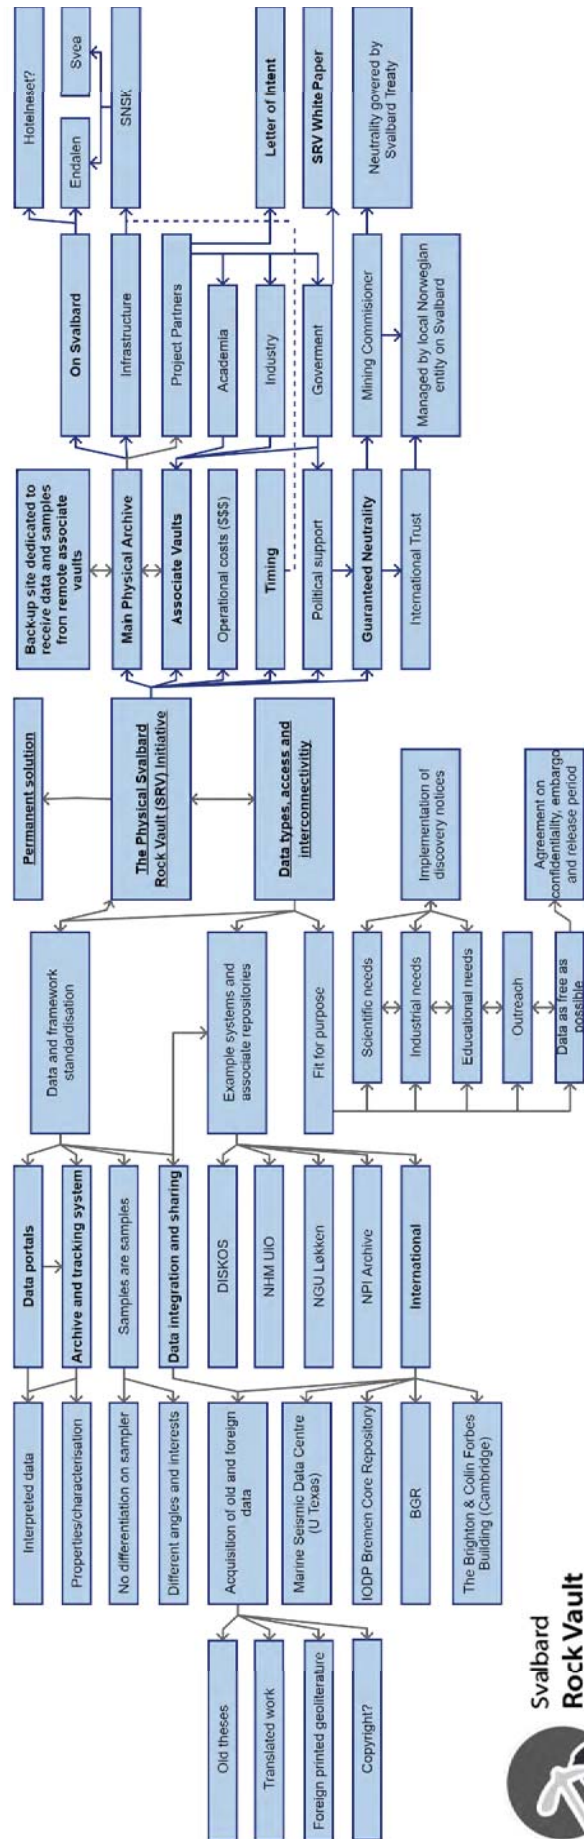 Permanent solution
The Physical Svalbard
Rock Vault (SRV) Initiative
Data types, access and
interconnectivitiy
Back-up site dedicated to
receive data and samples
from remote associate
vaults
Main Physical Archive
Associate Vaults
Operational costs ($$$)
Timing
Political support
Guaranteed Neutrality
International Trust
On Svalbard
Infrastructure
Project Partners
Academia
Industry
Goverment
Mining Commisioner
Managed by local Norwegian
entity on Svalbard
Hotelneset?
Endalen
Svea
SNSK
Letter of Intent
SRV White Paper
Neutrality governed by
Svalbard Treaty
Data and framework
standardisation
Example systems and
associate repositories
Fit for purpose
Scientific needs
Industrial needs
Educational needs
Outreach
Data as free as
possible
Implementation of
discovery notices
Agreement on
confidentiality, embargo
and release period
Data portals
Archive and tracking system
Samples are samples
Data integration and sharing
DISKOS
NHM UIO
NGU Løkken
NPI Archive
International
Interpreted data
Properties/characterisation
No differentiation on sampler
Different angles and interests
Acquisition of old and foreign
data
Marine Seismic Data Centre
(U Texas)
IODP Bremen Core Repository
BGR
The Brighton & Colin Forbes
Building (Cambridge)
Old theses
Translated work
Foreign printed geoliterature
Copyright?
Svalbard
Rock Vault